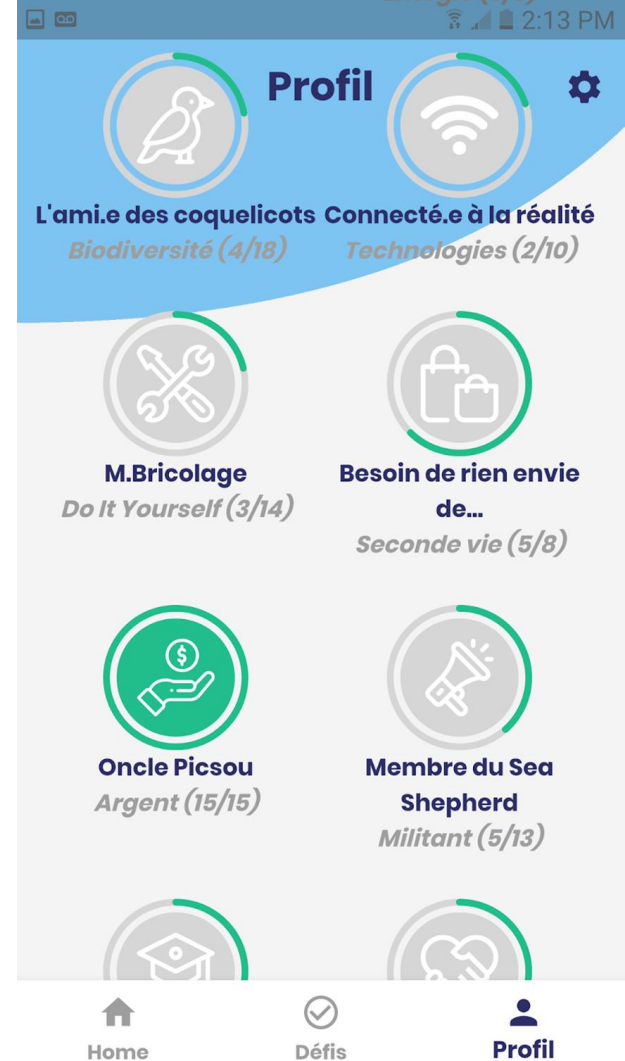 2:13 PM
Profil
L'ami.e des coquelicots
Biodiversité (4/18)
Connecté.e à la réalité
Technologies (2/10)
M.Bricolage
Do It Yourself (3/14)
Besoin de rien envie
de...
Seconde vie (5/8)
Oncle Picsou
Argent (15/15)
Membre du Sea
Shepherd
Militant (5/13)
Home
Défis
Profil